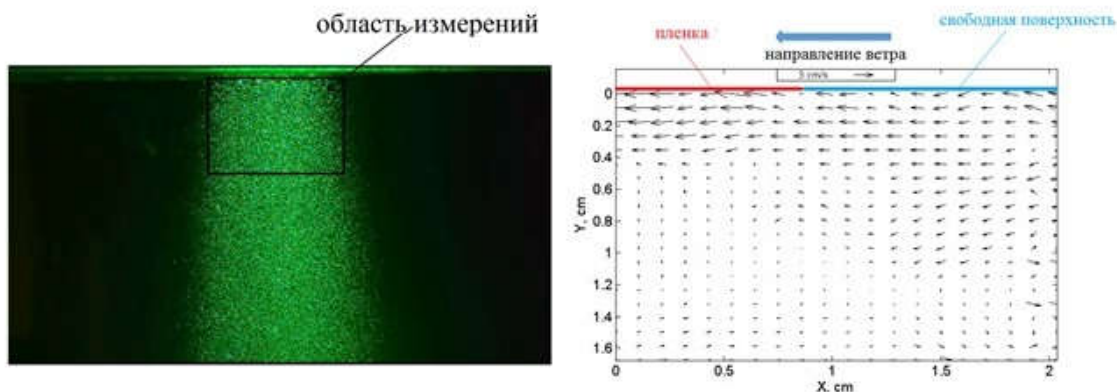 область измерений
свободная поверхность
пленка
направление ветра
3 cm/s
0
0.2
0.4
0.6
0.8
1
1.2
1.4
1.6
Y, cm
0
0.5
1
1.5
2
X, cm